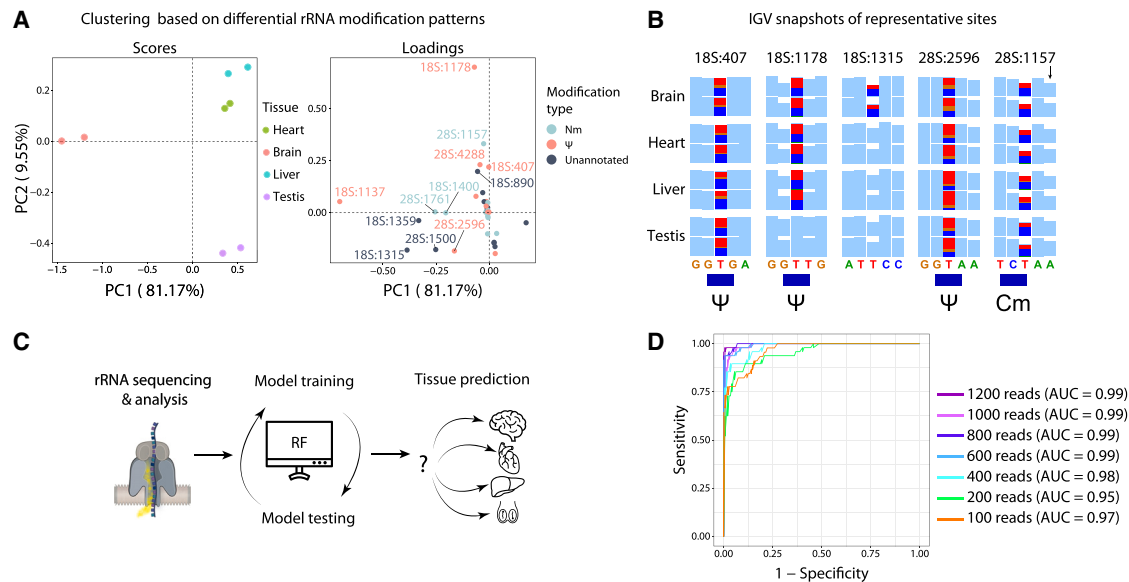 A
Clustering based on differential rRNA modification patterns
Scores
Loadings
PC2 ( 9.55%)
0.2
0.0
−0.2
−0.4
−1.5
−1.0
−0.5
0.0
0.5
PC1 ( 81.17%)
Tissue
Heart
Brain
Liver
Testis
0.50
0.25
0.00
−0.50
−0.25
0.00
PC1 ( 81.17%)
18S:1178
28S:1157
28S:4288
18S:407
18S:890
18S:1137
18S:1400
28S:1761
18S:1359
28S:2596
28S:1500
18S:1315
Modification
type
Nm
Ψ
Unannotated
B
IGV snapshots of representative sites
18S:407 18S:1178 18S:1315 28S:2596 28S:1157
Brain
Heart
Liver
Testis
G G T G A G G T T G A T T C C G G T A A T C T A A
Ψ Ψ Ψ Cm
C
rRNA sequencing
& analysis
Model training
RF
Model testing
Tissue prediction
?
D
Sensitivity
1.00
0.75
0.50
0.25
0.00
0.00 0.25 0.50 0.75 1.00
1 − Specificity
1200 reads (AUC = 0.99)
1000 reads (AUC = 0.99)
800 reads (AUC = 0.99)
600 reads (AUC = 0.99)
400 reads (AUC = 0.98)
200 reads (AUC = 0.95)
100 reads (AUC = 0.97)